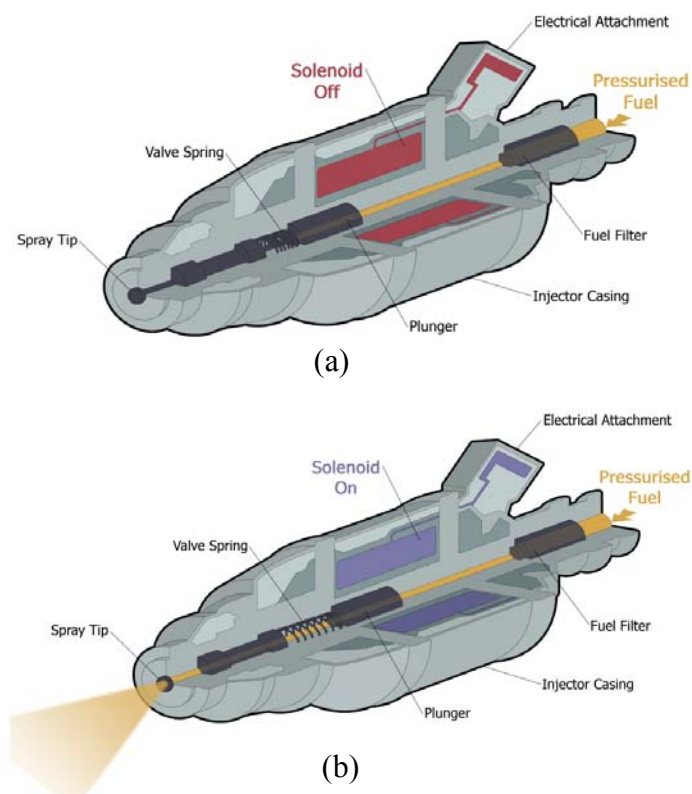 Electrical Attachment
Solenoid
Off
Pressurised
Fuel
Valve Spring
Spray Tip
Fuel Filter
Injector Casing
Plunger
(a)
Electrical Attachment
Solenoid
On
Pressurised
Fuel
Valve Spring
Spray Tip
Fuel Filter
Injector Casing
Plunger
(b)